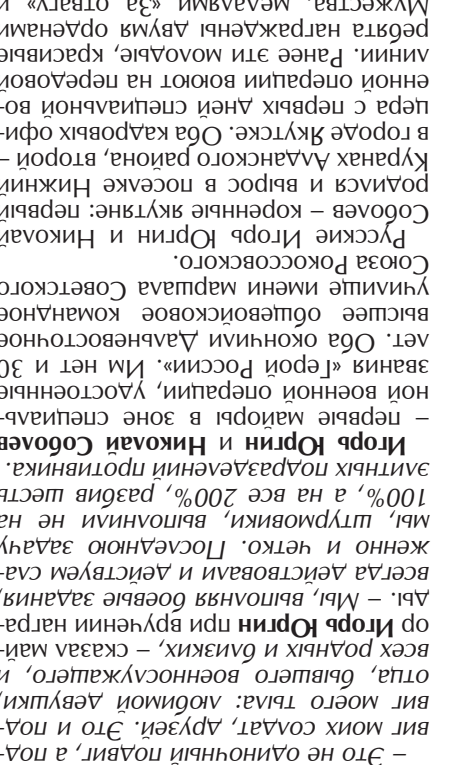 – Это не одиночный подвиг, а под-
виг моих солдат, друзей. Это и под-
виг моего тыла: любимой девушки,
отца, бывшего военнослужащего, и
всех родных и близких, – сказал май-
ор Игорь Юргин при вручении награ-
ды. – Мы, выполняя боевые задания,
всегда действовали и действуем сла-
женно и четко. Последнюю задачу
мы, штурмовики, выполнили не на
100%, а на все 200%, разбив шесть
элитных подразделений противника.
Игорь Юргин и Николай Соболев
– первые майоры в зоне специаль-
ной военной операции, удостоенные
звания «Герой России». Им нет и 30
лет. Оба окончили Дальневосточное
высшее общевойсковое командное
училище имени маршала Советского
Союза Рокоссовского.
Русские Игорь Юргин и Николай
Соболев – коренные якутяне: первый
родился и вырос в поселке Нижний
Куранах Алданского района, второй –
в городе Якутске. Оба кадровых офи-
цера с первых дней специальной во-
енной операции воюют на передовой
линии. Ранее эти молодые, красивые
ребята награждены двумя орденами
Мужества, медалями «За отвагу» и